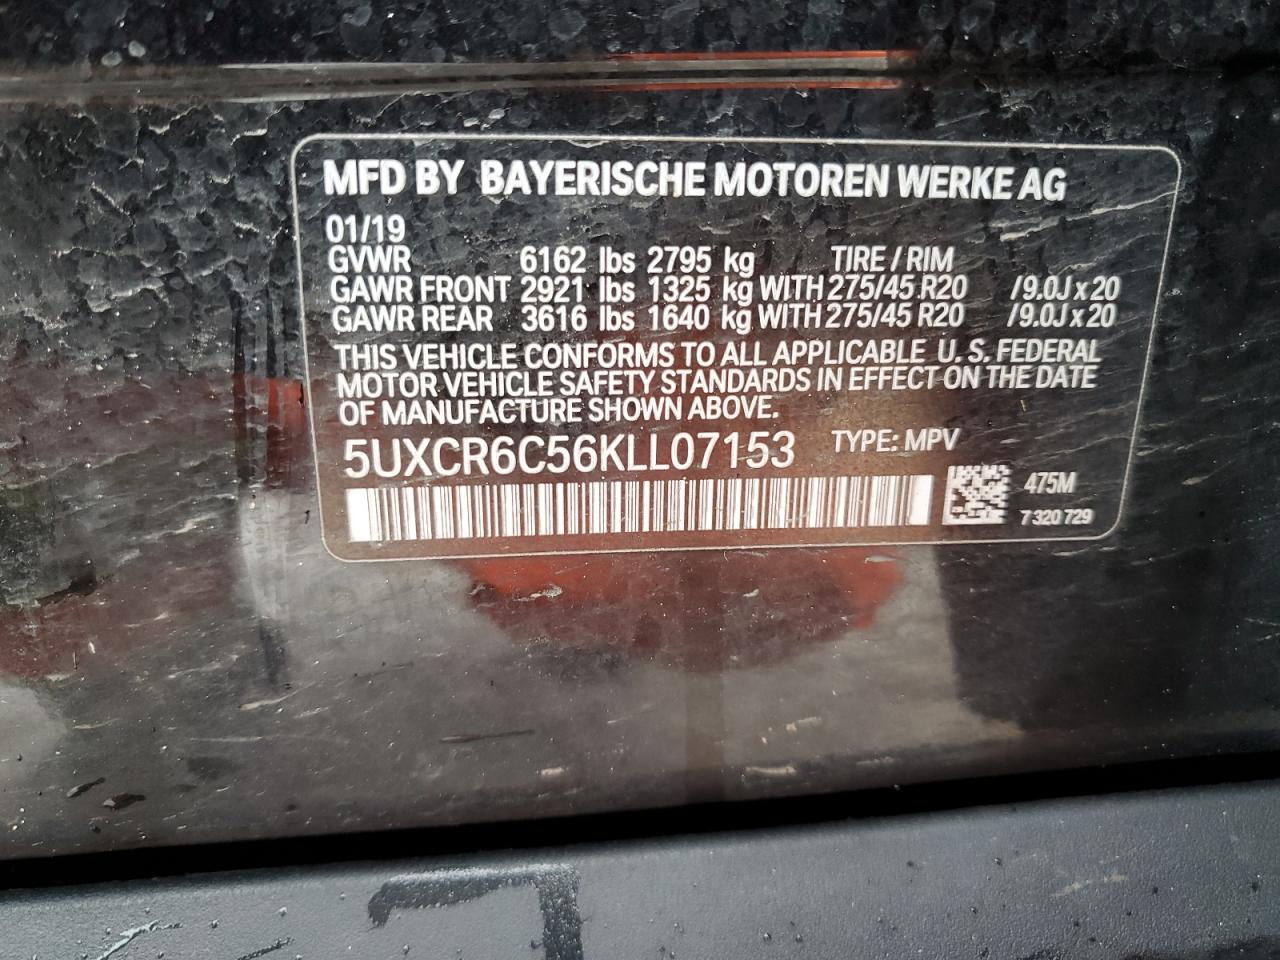 MFD BY BAYERISCHE MOTOREN WERKE AG
01/19
GVWR 6162 lbs 2795 kg TIRE / RIM
GAWR FRONT 2921 lbs 1325 kg WITH 275/45 R20 /9.0J x 20
GAWR REAR 3616 lbs 1640 kg WITH 275/45 R20 /9.0J x 20
THIS VEHICLE CONFORMS TO ALL APPLICABLE U. S. FEDERAL
MOTOR VEHICLE SAFETY STANDARDS IN EFFECT ON THE DATE
OF MANUFACTURE SHOWN ABOVE.
5UXCR6C56KLL07153 TYPE: MPV
475M
7 320 729